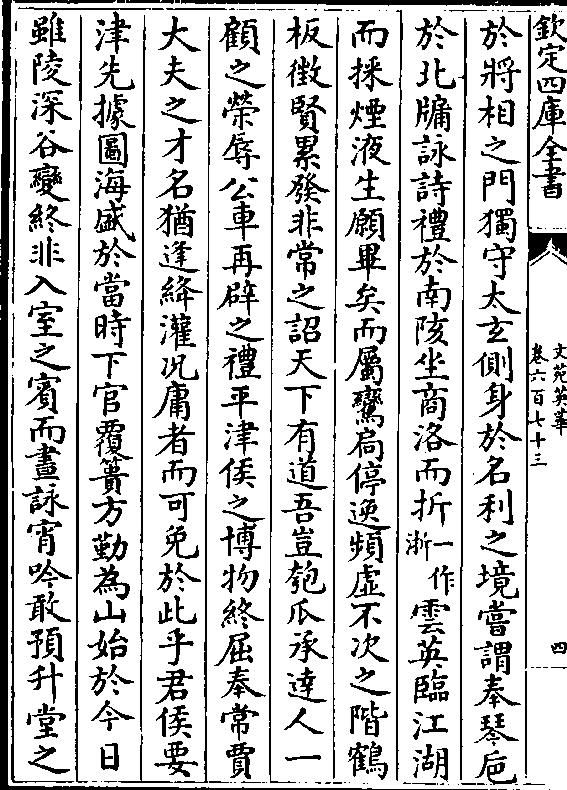 欽定四庫全書
文苑英華
卷六百七十三
四
於將相之門獨守太玄側身於名利之境嘗謂奉琴巵
於北牖詠詩禮於南陔坐商洛而折一作淅雲英臨江湖
而採煙液生願畢矣而屬鸞扃停逸頻虛不次之階鶴
板徴賢累發非常之詔天下有道吾豈匏瓜承逹人一
顧之榮辱公車再辟之禮平津侯之博物終屈奉常賈
大夫之才名猶逢絳灌况庸者而可免於此乎君侯要
津先據圖海盛於當時下官覆簣方勤為山始於今日
雖陵深谷變終非入室之賓而晝詠宵吟敢預升堂之